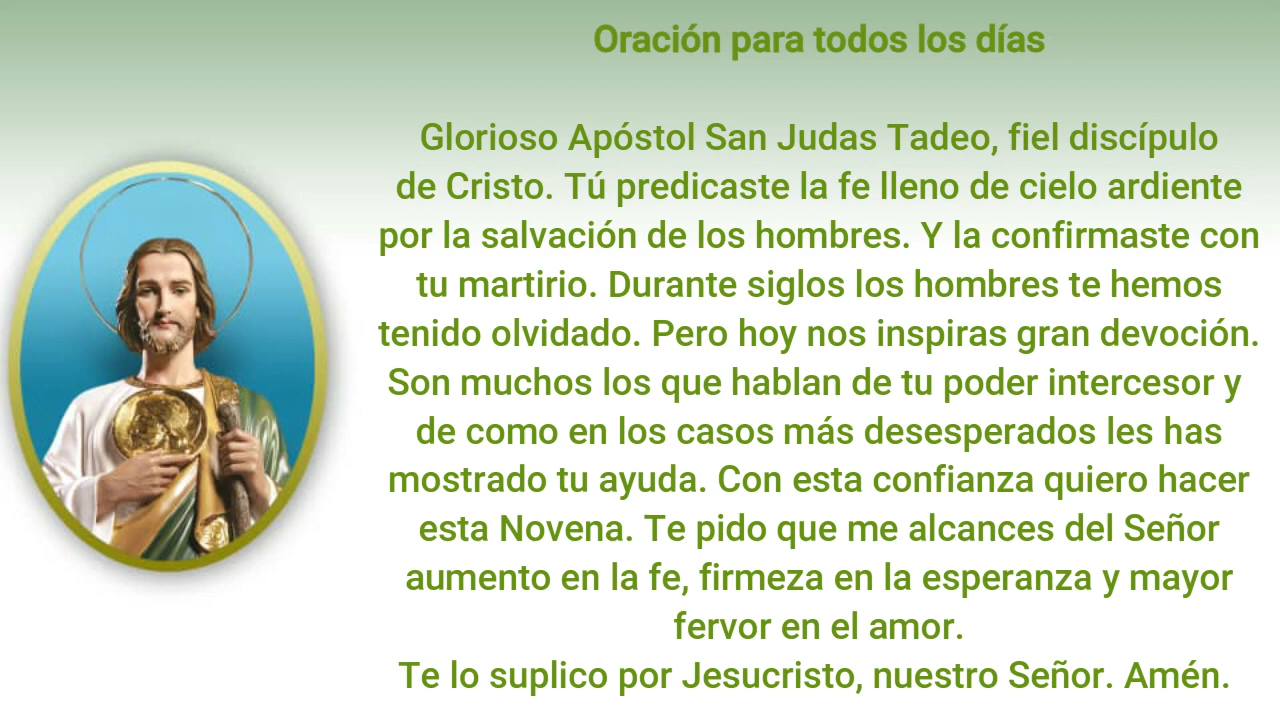 Oración para todos los días
Glorioso Apóstol San Judas Tadeo, fiel discípulo
de Cristo. Tú predicaste la fe lleno de cielo ardiente
por la salvación de los hombres. Y la confirmaste con
tu martirio. Durante siglos los hombres te hemos
tenido olvidado. Pero hoy nos inspiras gran devoción.
Son muchos los que hablan de tu poder intercesor y
de como en los casos más desesperados les has
mostrado tu ayuda. Con esta confianza quiero hacer
esta Novena. Te pido que me alcances del Señor
aumento en la fe, firmeza en la esperanza y mayor
fervor en el amor.
Te lo suplico por Jesucristo, nuestro Señor. Amén.